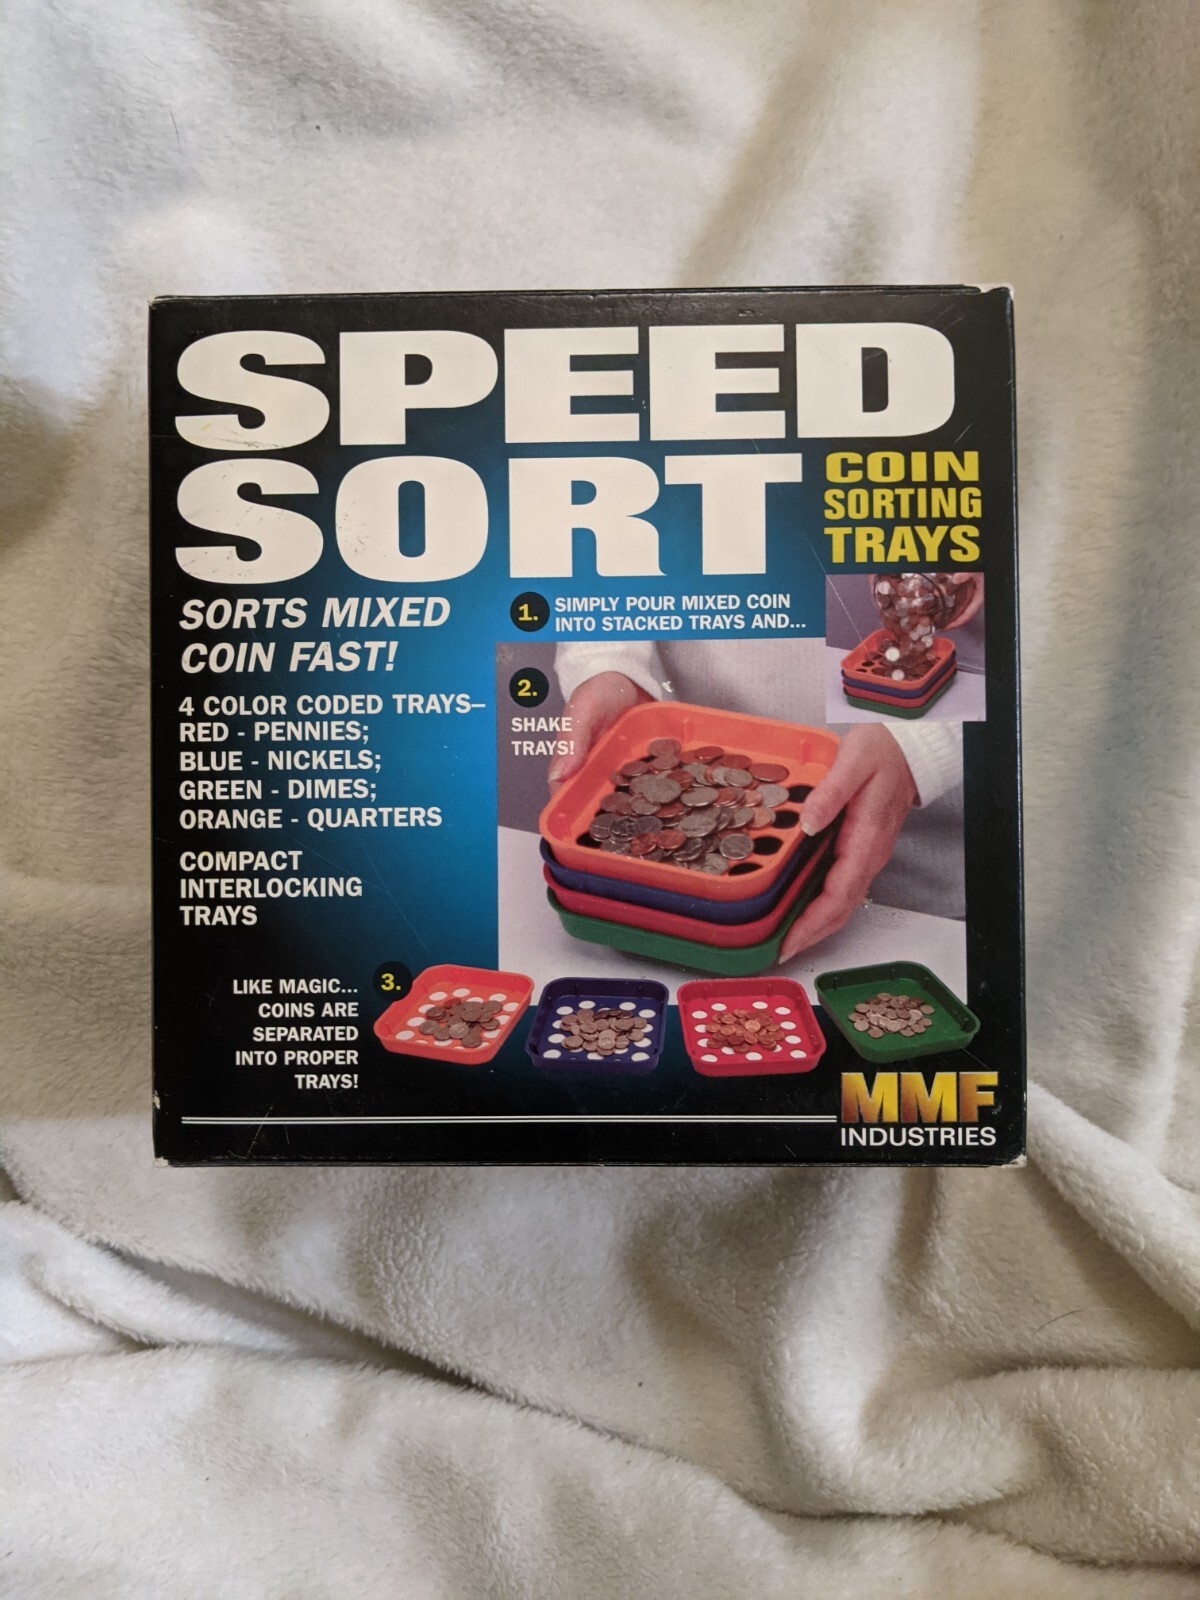 SPEED
SORT
COIN
SORTING
TRAYS
SORTS MIXED
COIN FAST!
4 COLOR CODED TRAYS–
RED - PENNIES;
BLUE - NICKELS;
GREEN - DIMES;
ORANGE - QUARTERS
COMPACT
INTERLOCKING
TRAYS
1. SIMPLY POUR MIXED COIN
INTO STACKED TRAYS AND...
2.
SHAKE
TRAYS!
3.
LIKE MAGIC...
COINS ARE
SEPARATED
INTO PROPER
TRAYS!
MMF
INDUSTRIES